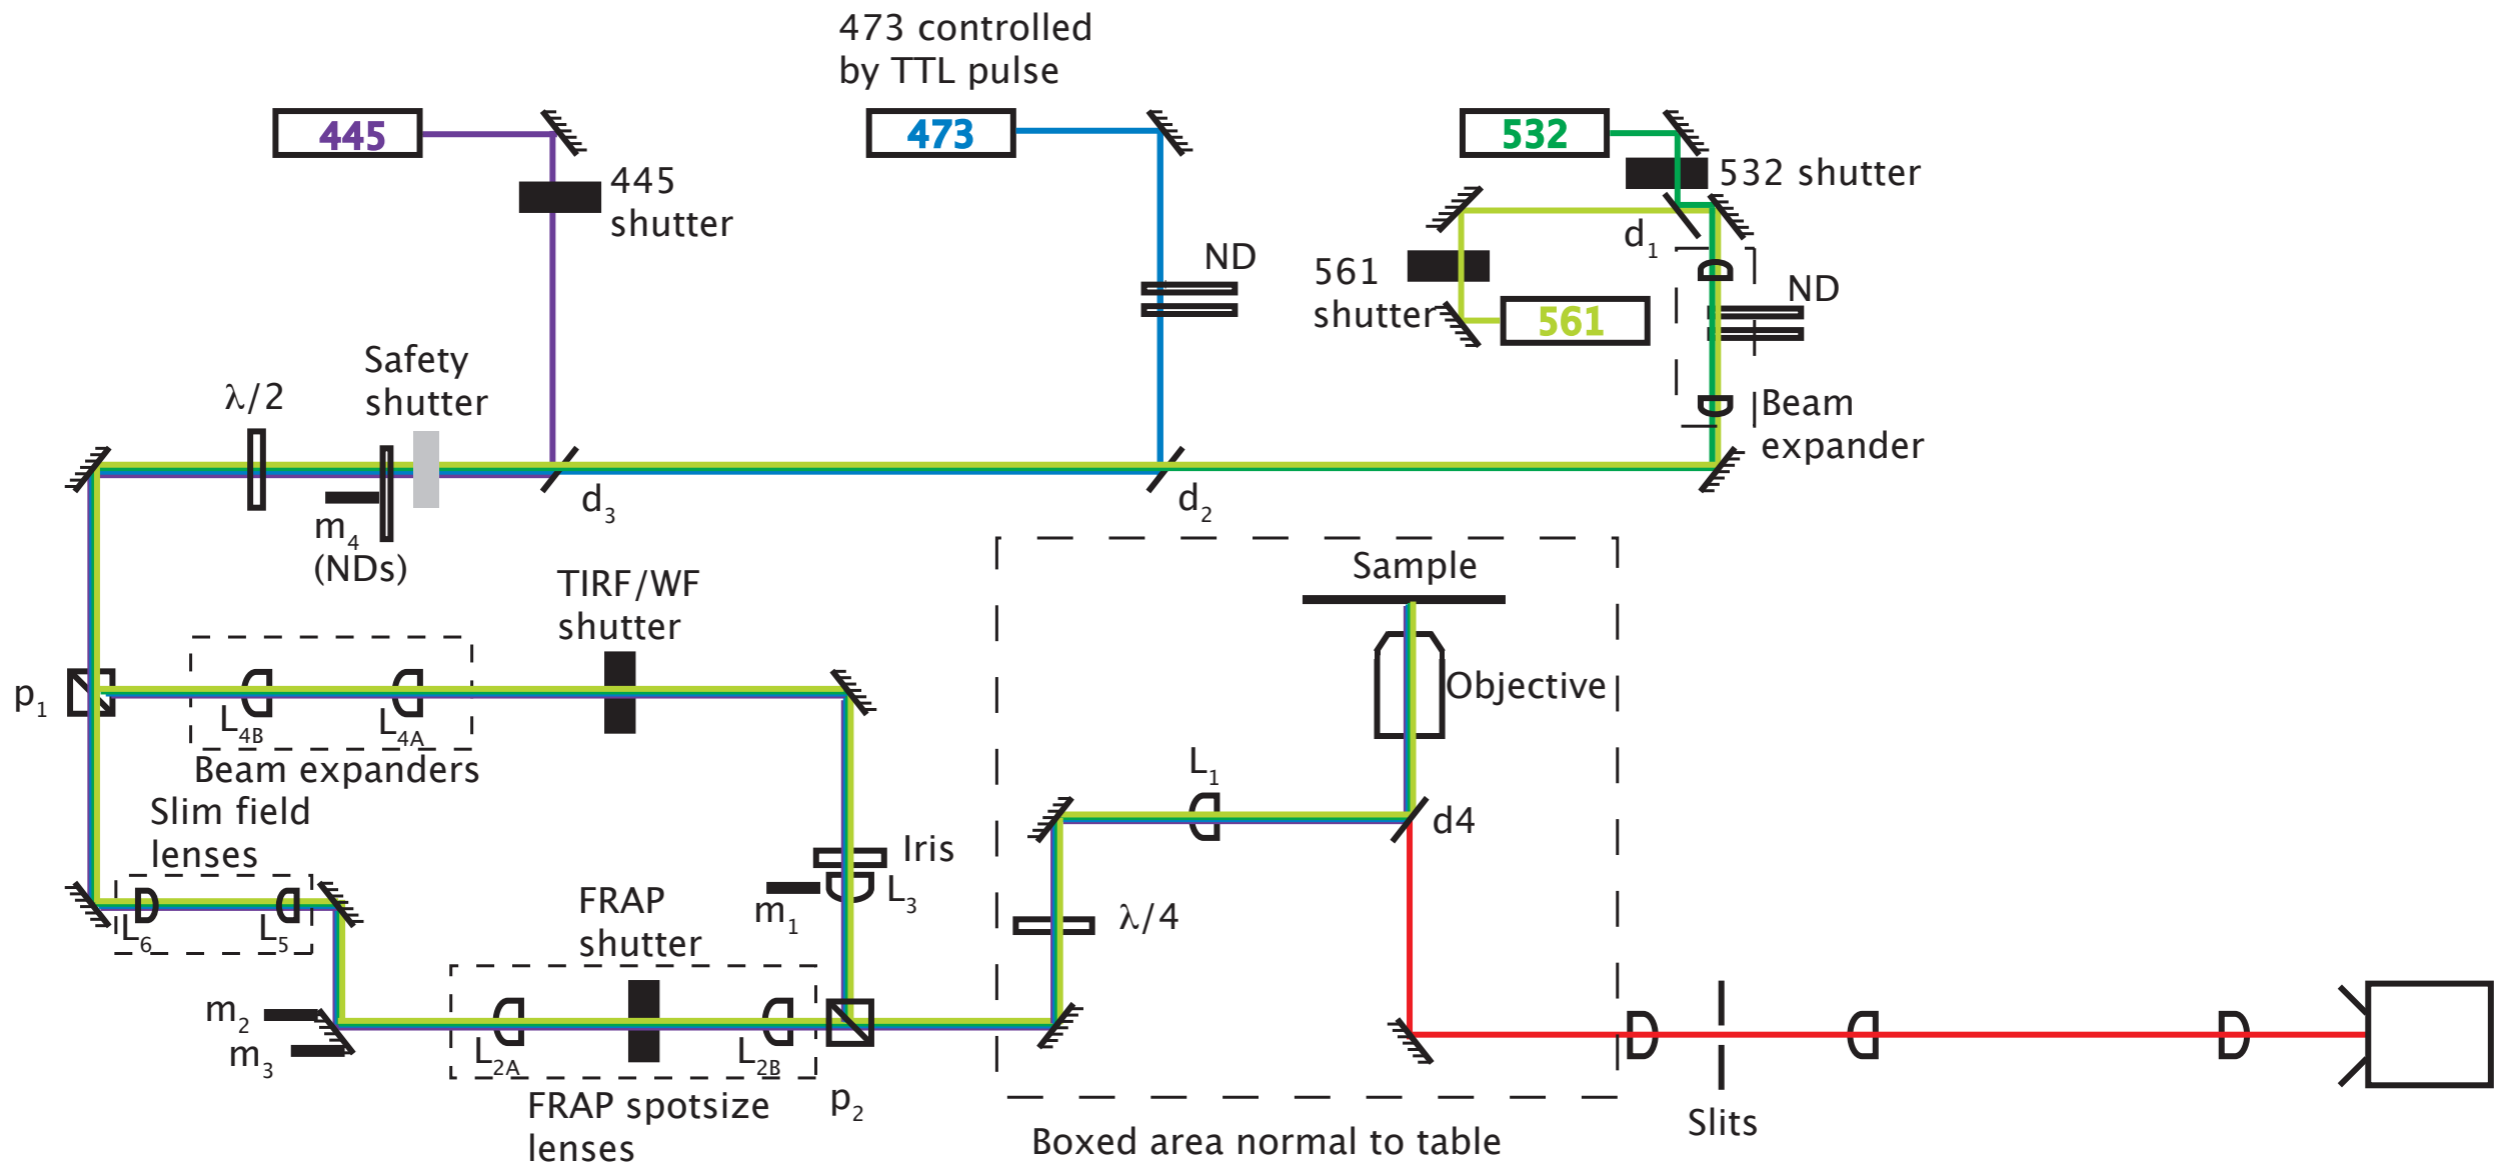 473 controlled
by TTL pulse
445
473
532
445
shutter
532 shutter
d1
ND
561
shutter
561
ND
Beam
expander
Safety
shutter
λ/2
m4
(NDs)
d3
d2
TIRF/WF
shutter
Sample
p1
L4B
L4A
Beam expanders
Objective
L1
d4
Slim field
lenses
L6
L5
Iris
L3
m1
FRAP
shutter
λ/4
m2
m3
L2A
L2B
p2
FRAP spotsize
lenses
Slits
Boxed area normal to table